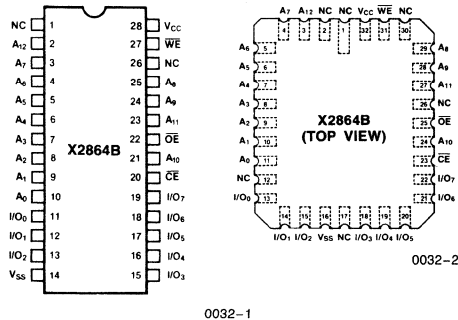 NC 1 28 VCC
A12 2 27 WE
A7 3 26 NC
A6 4 25 A8
A5 5 24 A9
A4 6 23 A11
A3 7 22 OE
A2 8 21 A10
A1 9 20 CE
A0 10 19 I/O7
I/O0 11 18 I/O6
I/O1 12 17 I/O5
I/O2 13 16 I/O4
VSS 14 15 I/O3
X2864B
0032-1
A7 A12 NC NC VCC WE NC
4 3 2 1 32 31 30
A6 5 29 A8
A5 6 28 A9
A4 7 27 A11
A3 8 26 NC
A2 9 25 OE
A1 10 24 A10
A0 11 23 CE
NC 12 22 I/O7
I/O0 13 21 I/O6
X2864B
(TOP VIEW)
14 15 16 17 18 19 20
I/O1 I/O2 VSS NC I/O3 I/O4 I/O5
0032-2